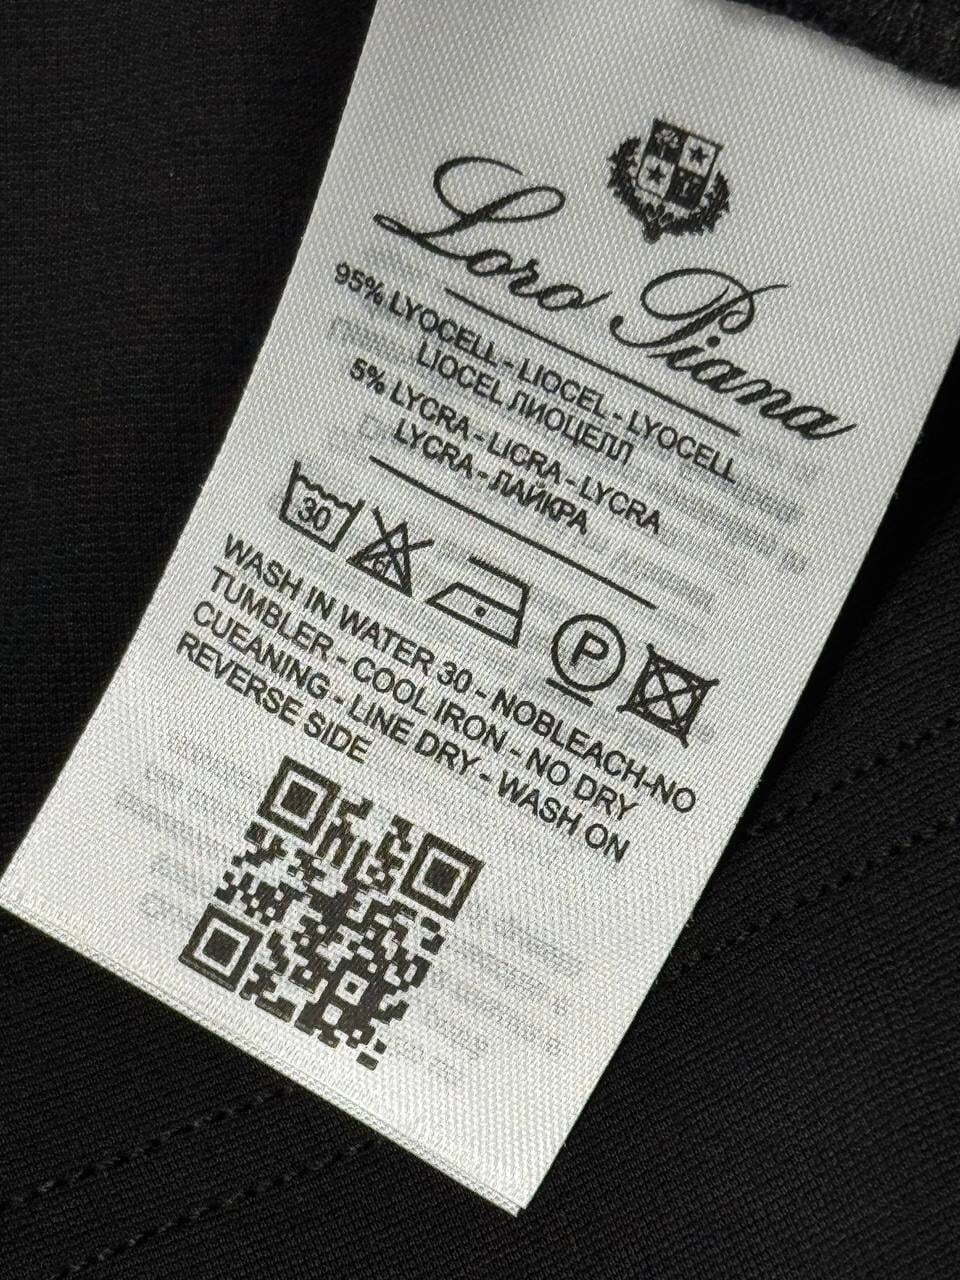 Loro Piana
95% LYOCELL - LIOCEL - LYOCELL
LIOCEL ЛИОЦЕЛЛ
5% LYCRA - LICRA - LYCRA
LYCRA - ЛАЙКРА
30 cl P
WASH IN WATER 30 - NOBLEACH-NO
TUMBLER - COOL IRON - NO DRY
CUEANING - LINE DRY - WASH ON
REVERSE SIDE